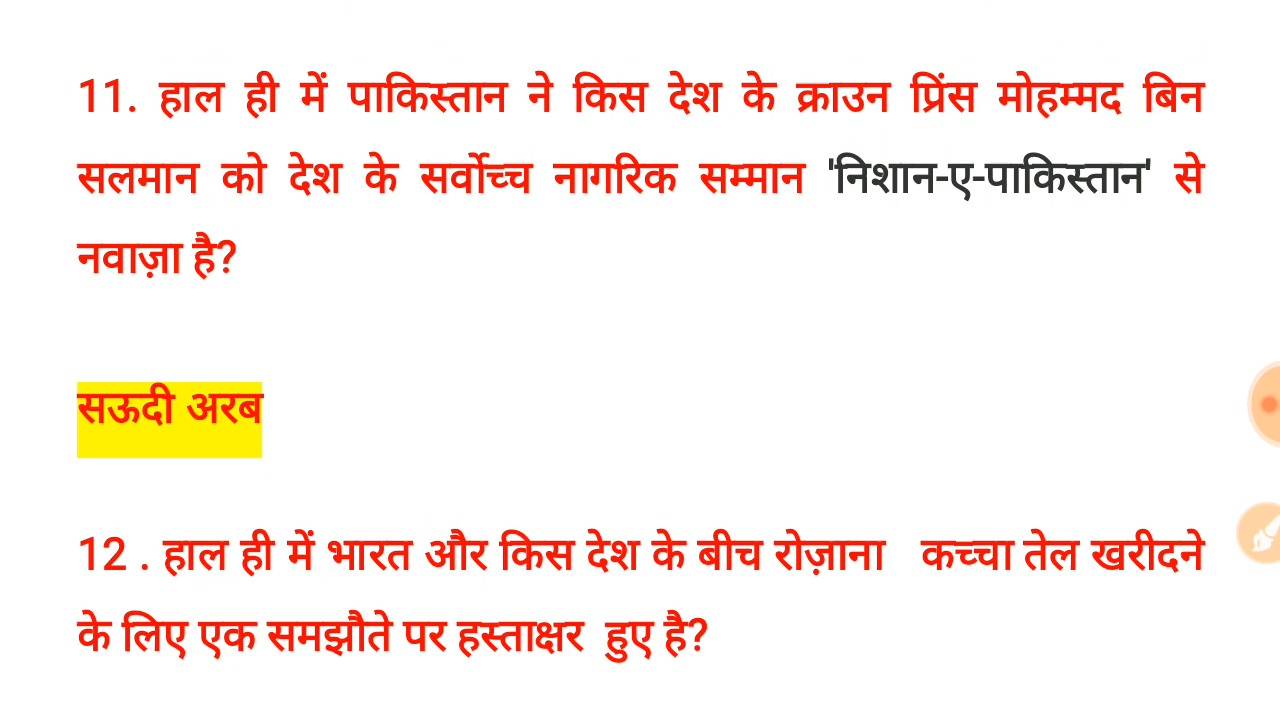 11. हाल ही में पाकिस्तान ने किस देश के क्राउन प्रिंस मोहम्मद बिन
सलमान को देश के सर्वोच्च नागरिक सम्मान 'निशान-ए-पाकिस्तान' से
नवाज़ा है?
सऊदी अरब
12 . हाल ही में भारत और किस देश के बीच रोज़ाना कच्चा तेल खरीदने
के लिए एक समझौते पर हस्ताक्षर हुए है?